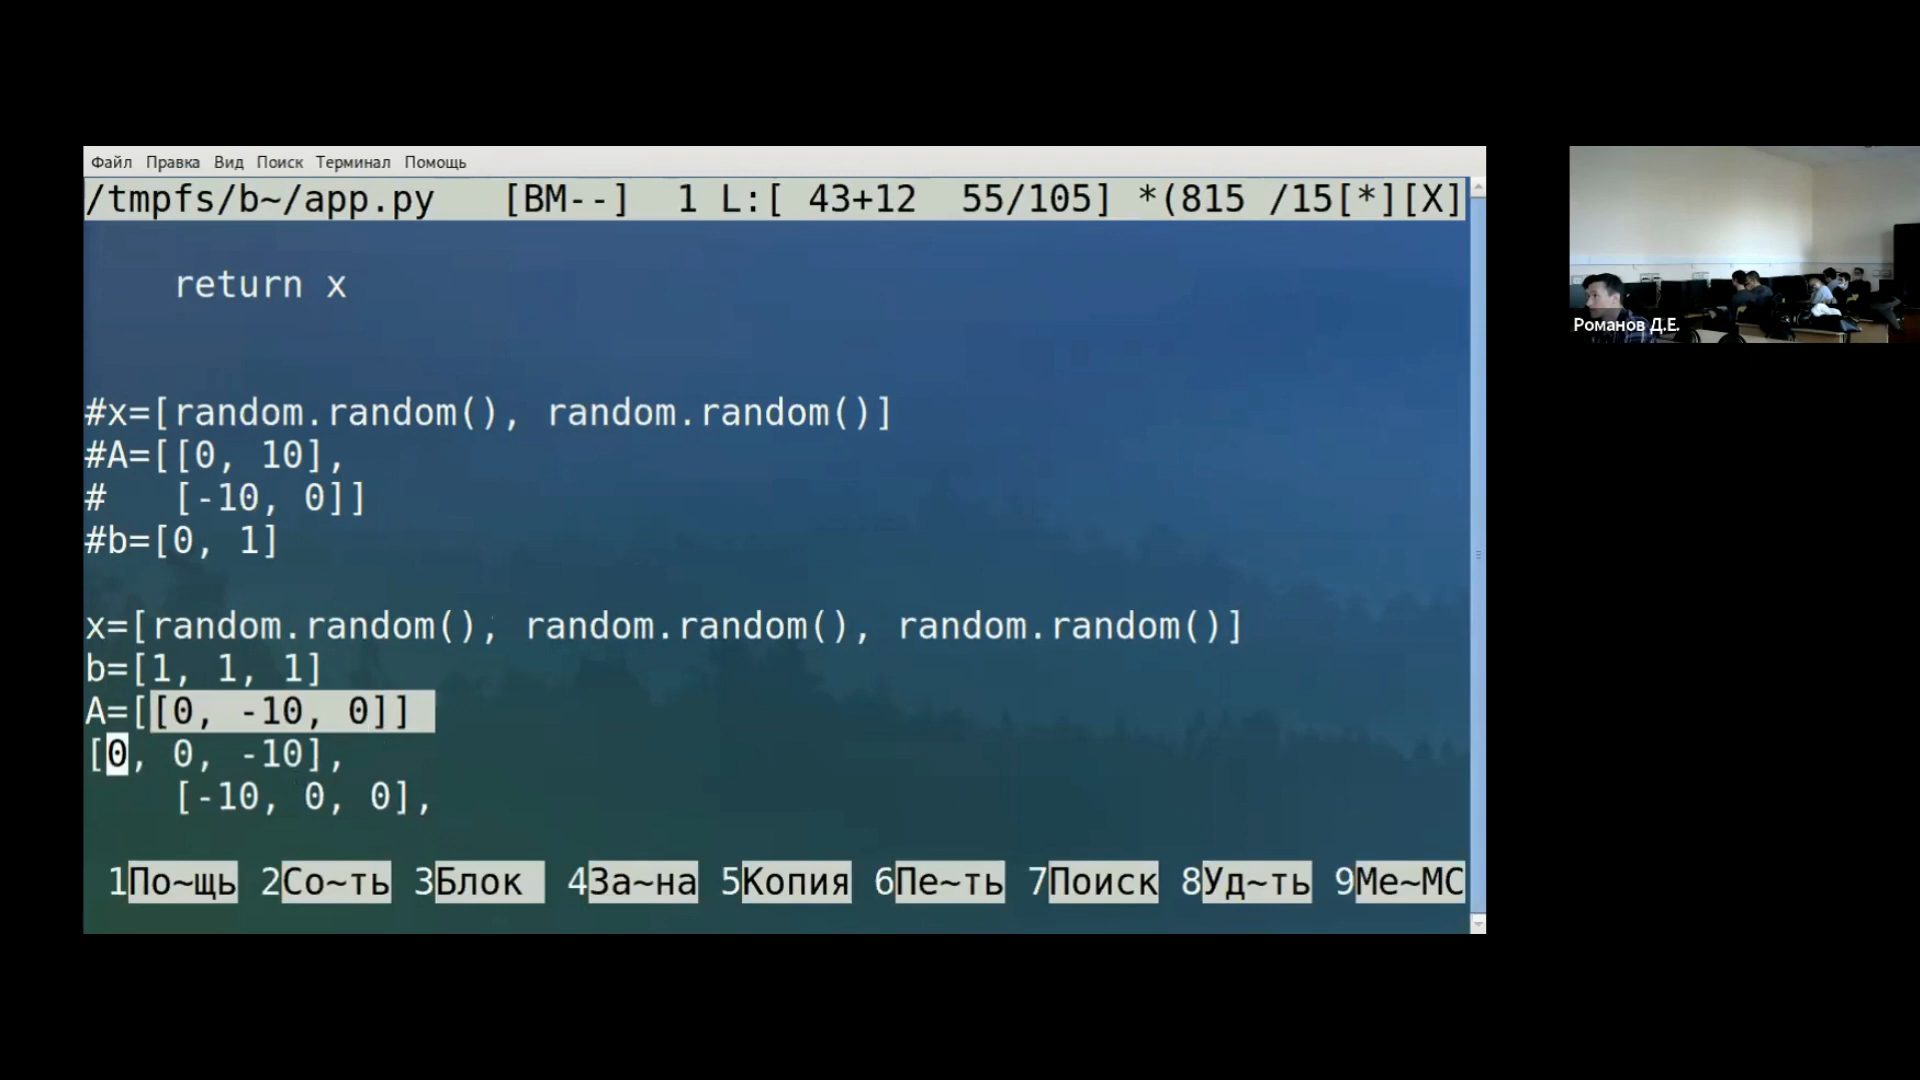 Файл Правка Вид Поиск Терминал Помощь
/tmpfs/b~/app.py [BM--] 1 L:[ 43+12 55/105] *(815 /15[*][X]
return x
#x=[random.random(), random.random()]
#A=[[0, 10],
# [-10, 0]]
#b=[0, 1]
x=[random.random(), random.random(), random.random()]
b=[1, 1, 1]
A=[[0, -10, 0]]
[0, 0, -10],
[-10, 0, 0],
1По~щь 2Со~ть 3Блок 4За~на 5Копия 6Пе~ть 7Поиск 8Уд~ть 9Ме~МС
Романов Д.Е.